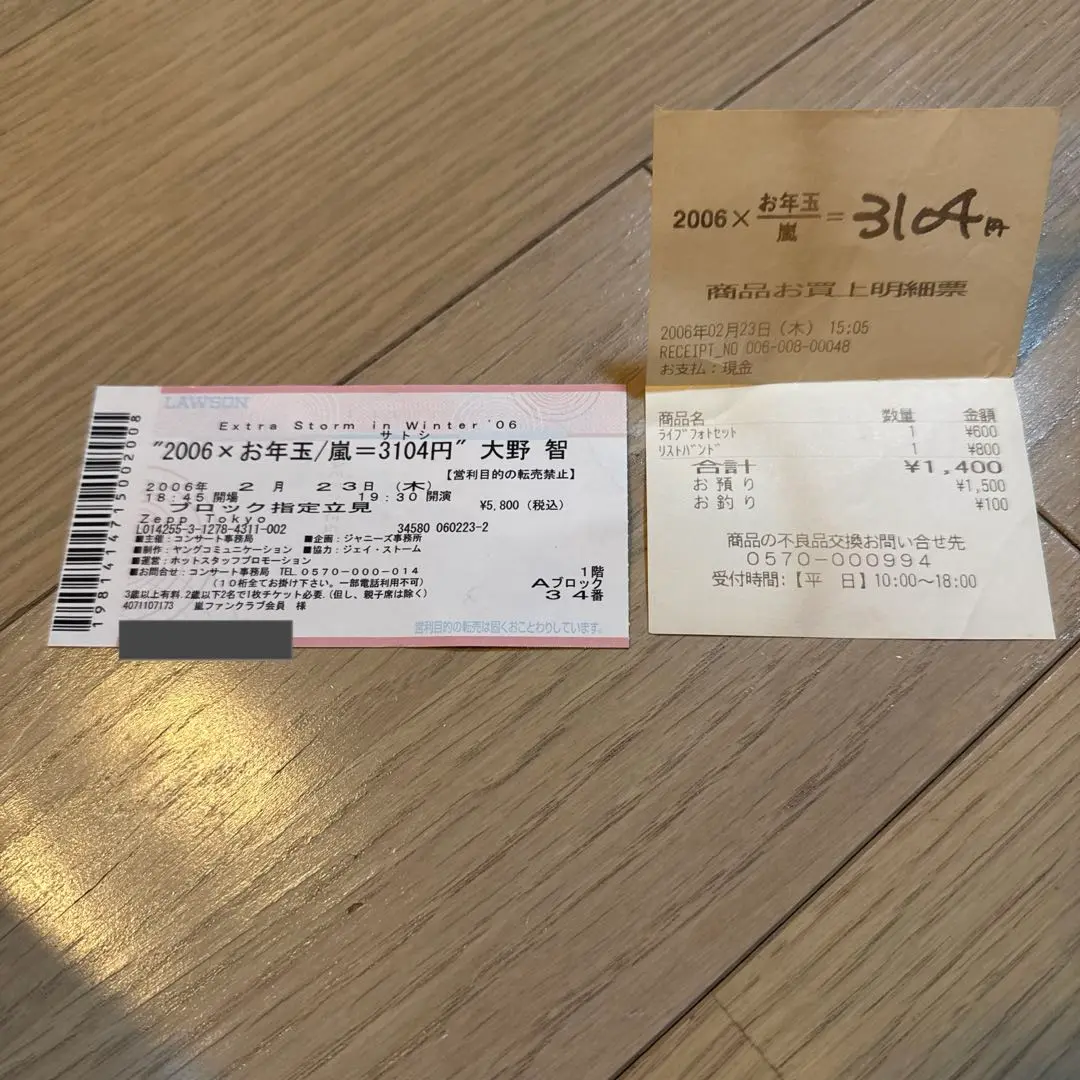 LAWSON
Extra Storm in Winter '06
サトシ
"2006×お年玉/嵐=3104円" 大野 智
【営利目的の転売禁止】
2006年 2月 23日 (木)
18:45 開場 19:30 開演
ブロック指定立見 ¥5,800(税込)
Zepp Tokyo
L014255-3-1278-4311-002 34580 060223-2
■主催:コンサート事務局 ■企画:ジャニーズ事務所
■制作:ヤングコミュニケーション ■協力:ジェイ・ストーム
■運営:ホットスタッフプロモーション
■お問合せ:コンサート事務局 TEL.0570-000-014
(10桁全てお掛け下さい。一部電話利用不可)
1階
Aブロック
34番
3歳以上有料.2歳以下2名で1枚チケット必要.(但し、親子席は除く)
4071107173 嵐ファンクラブ会員 様
営利目的の転売は固くおことわりしています。
1981414715002008
2006×お年玉/嵐=3104円
商品お買上明細票
2006年02月23日(木) 15:05
RECEIPT_NO 006-008-00048
お支払:現金
商品名 数量 金額
ライブフォトセット 1 ¥600
リストバンド 1 ¥800
合計 ¥1,400
お預り ¥1,500
お釣り ¥100
商品の不良品交換お問い合せ先
0570-000994
受付時間:【平 日】10:00~18:00